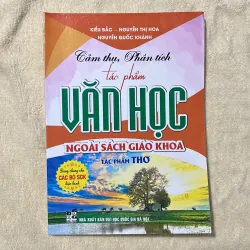 KIỀU BẮC - NGUYỄN THỊ HOA
NGUYỄN QUỐC KHÁNH
Cảm thụ, Phân tích
tác phẩm
VĂN HỌC
NGOÀI SÁCH GIÁO KHOA
TÁC PHẨM THƠ
Dùng chung cho
CÁC BỘ SGK
hiện hành
NHÀ XUẤT BẢN ĐẠI HỌC QUỐC GIA HÀ NỘI